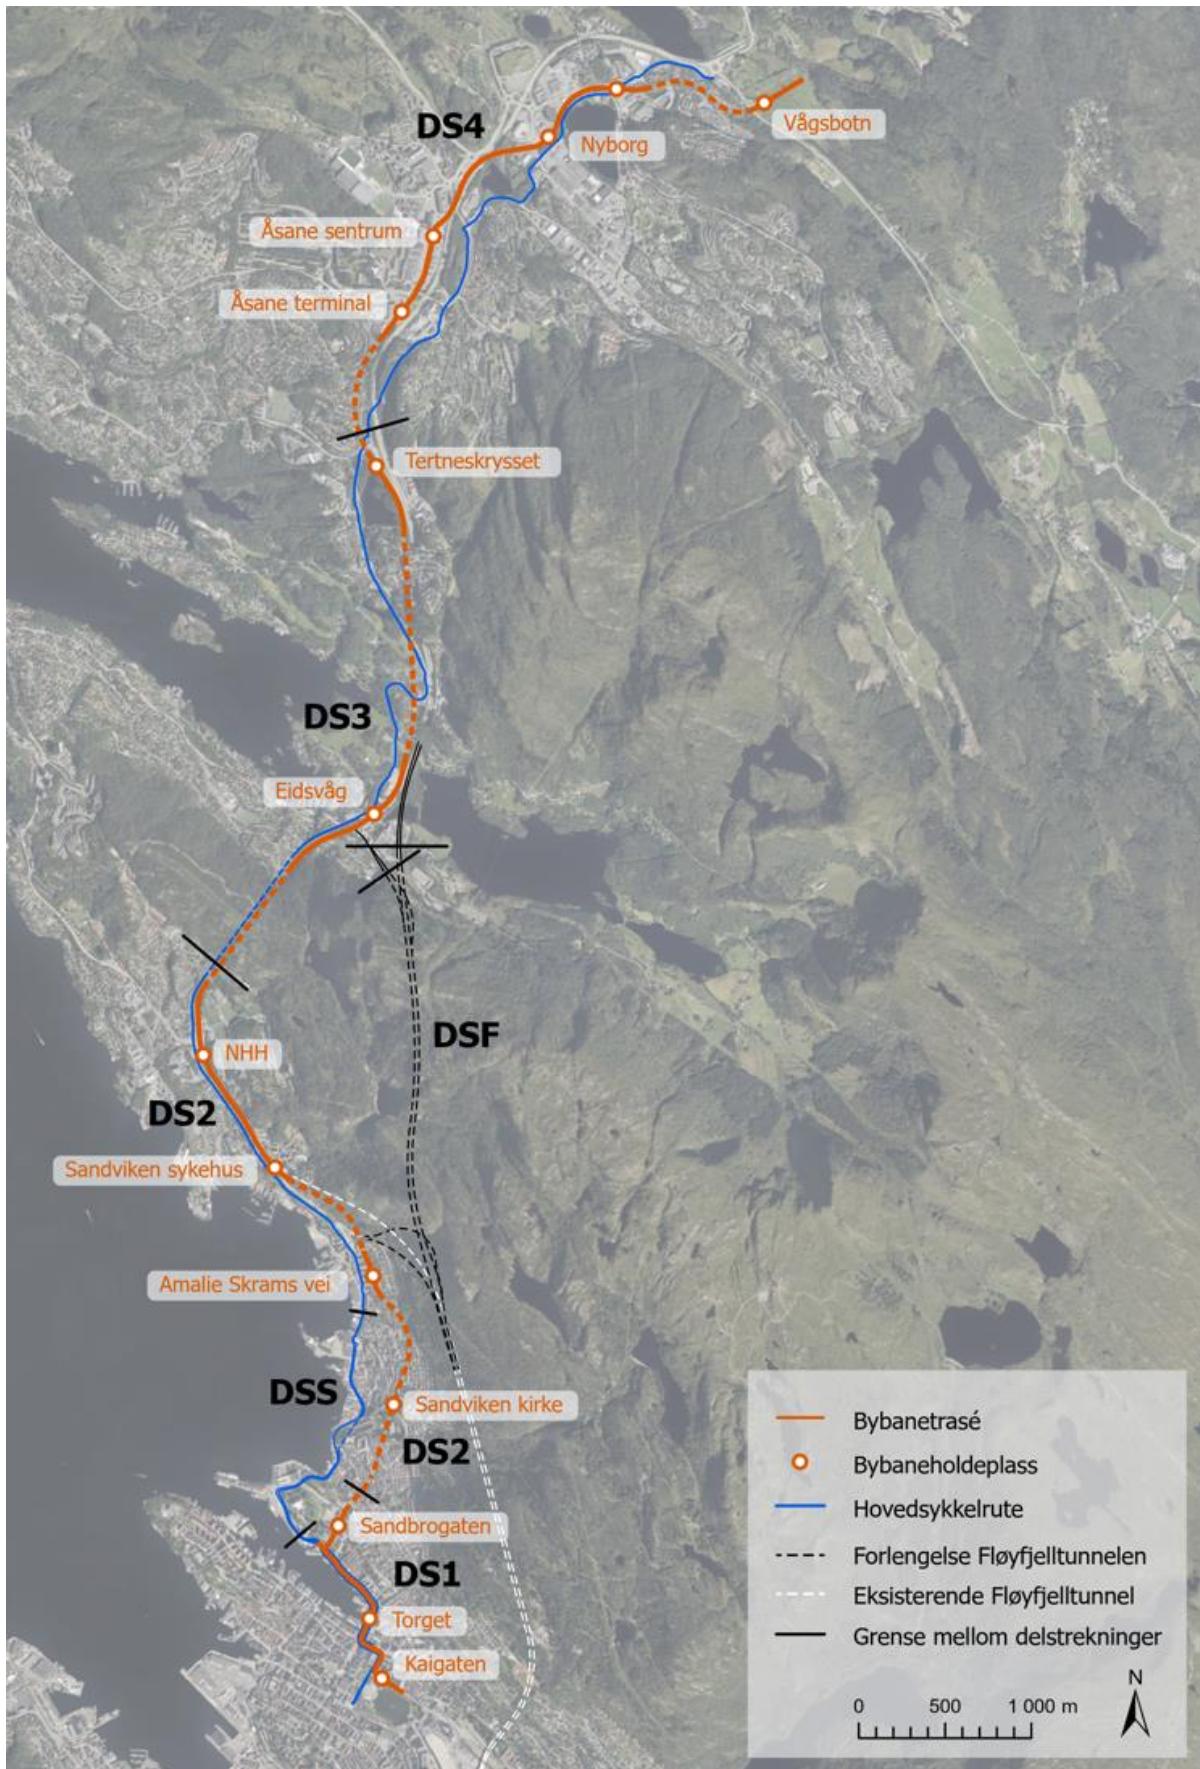 DS4
Vågsbotn
Nyborg
Åsane sentrum
Åsane terminal
Tertneskrysset
DS3
Eidsvåg
DSF
NHH
DS2
Sandviken sykehus
Amalie Skrams vei
DSS
Sandviken kirke
DS2
Sandbrogaten
DS1
Torget
Kaigaten
Bybanetrasé
Bybaneholdeplass
Hovedsykkelrute
Forlengelse Fløyfjelltunnelen
Eksisterende Fløyfjelltunnel
Grense mellom delstrekninger
N
0 500 1 000 m